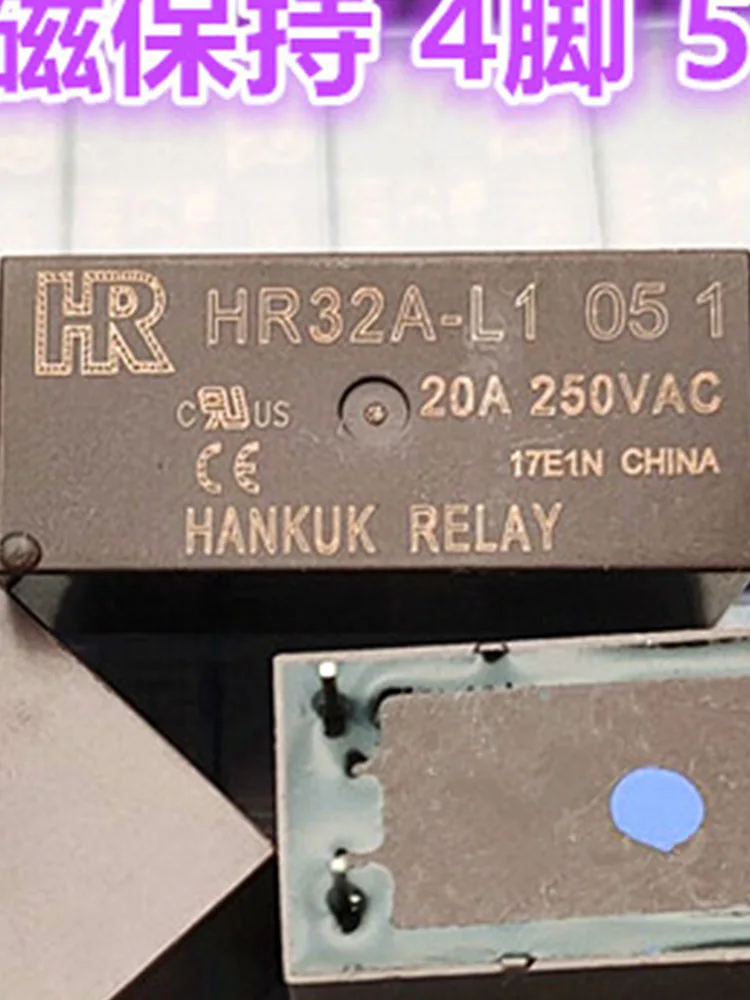 磁保持 4脚 5
HR HR32A-L1 05 1
c RU US 20A 250VAC
CE 17E1N CHINA
HANKUK RELAY